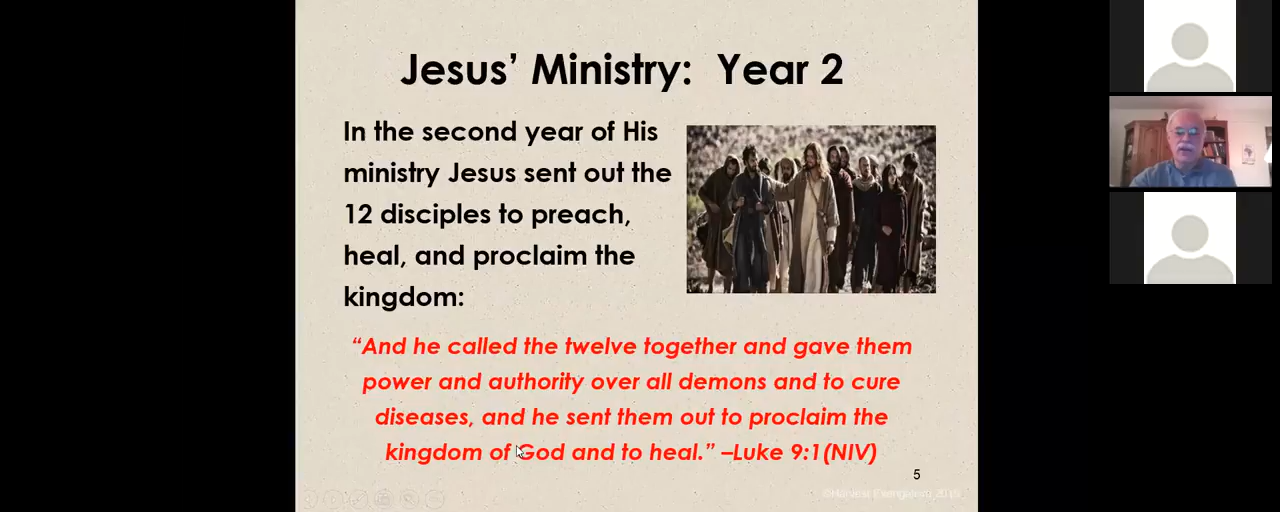 Jesus’ Ministry:  Year 2
In the second year of His
ministry Jesus sent out the
12 disciples to preach,
heal, and proclaim the
kingdom:
“And he called the twelve together and gave them
power and authority over all demons and to cure
diseases, and he sent them out to proclaim the
kingdom of God and to heal.” –Luke 9:1(NIV)
5